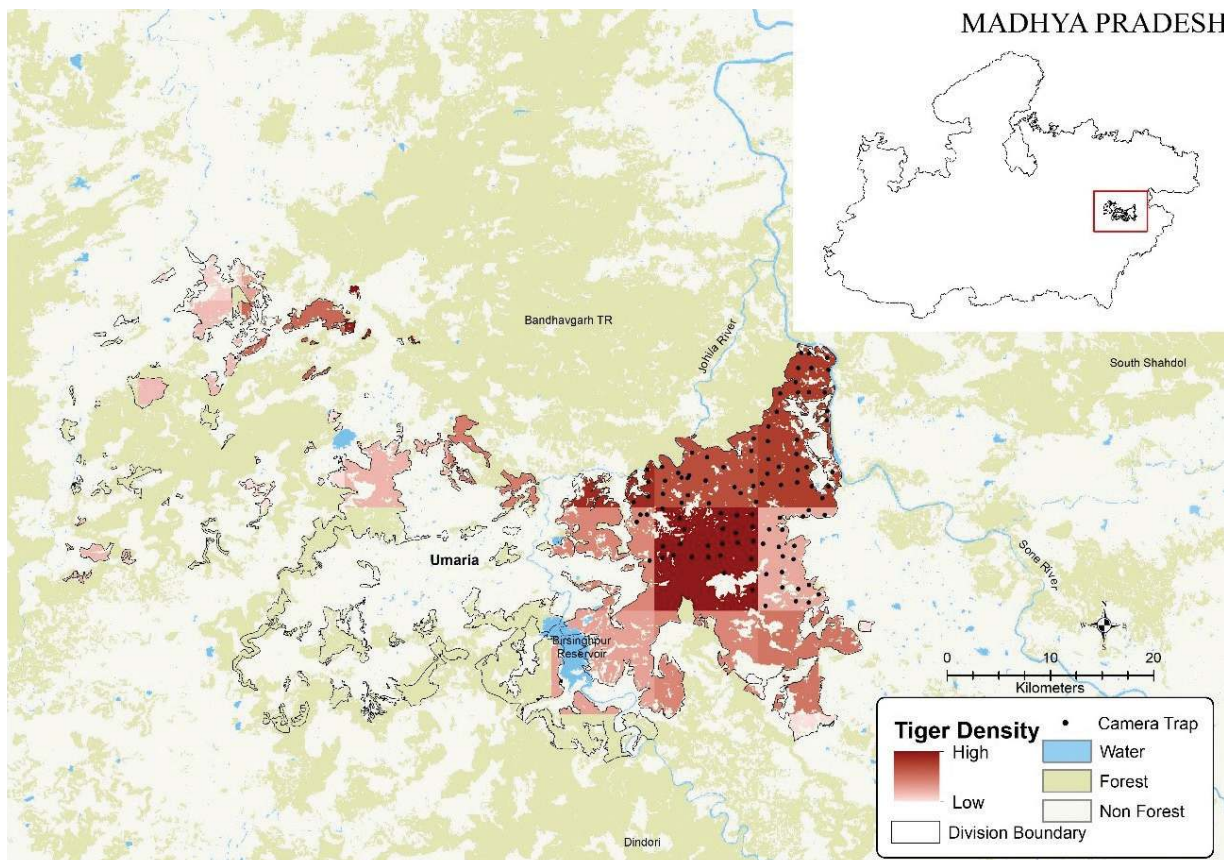 MADHYA PRADESH
Bandhavgarh TR
Johila River
South Shahdol
Umaria
Sone River
Birsinghpur
Reservoir
N
W
E
S
0
10
20
Kilometers
Tiger Density
High
Low
Division Boundary
Camera Trap
Water
Forest
Non Forest
Dindori